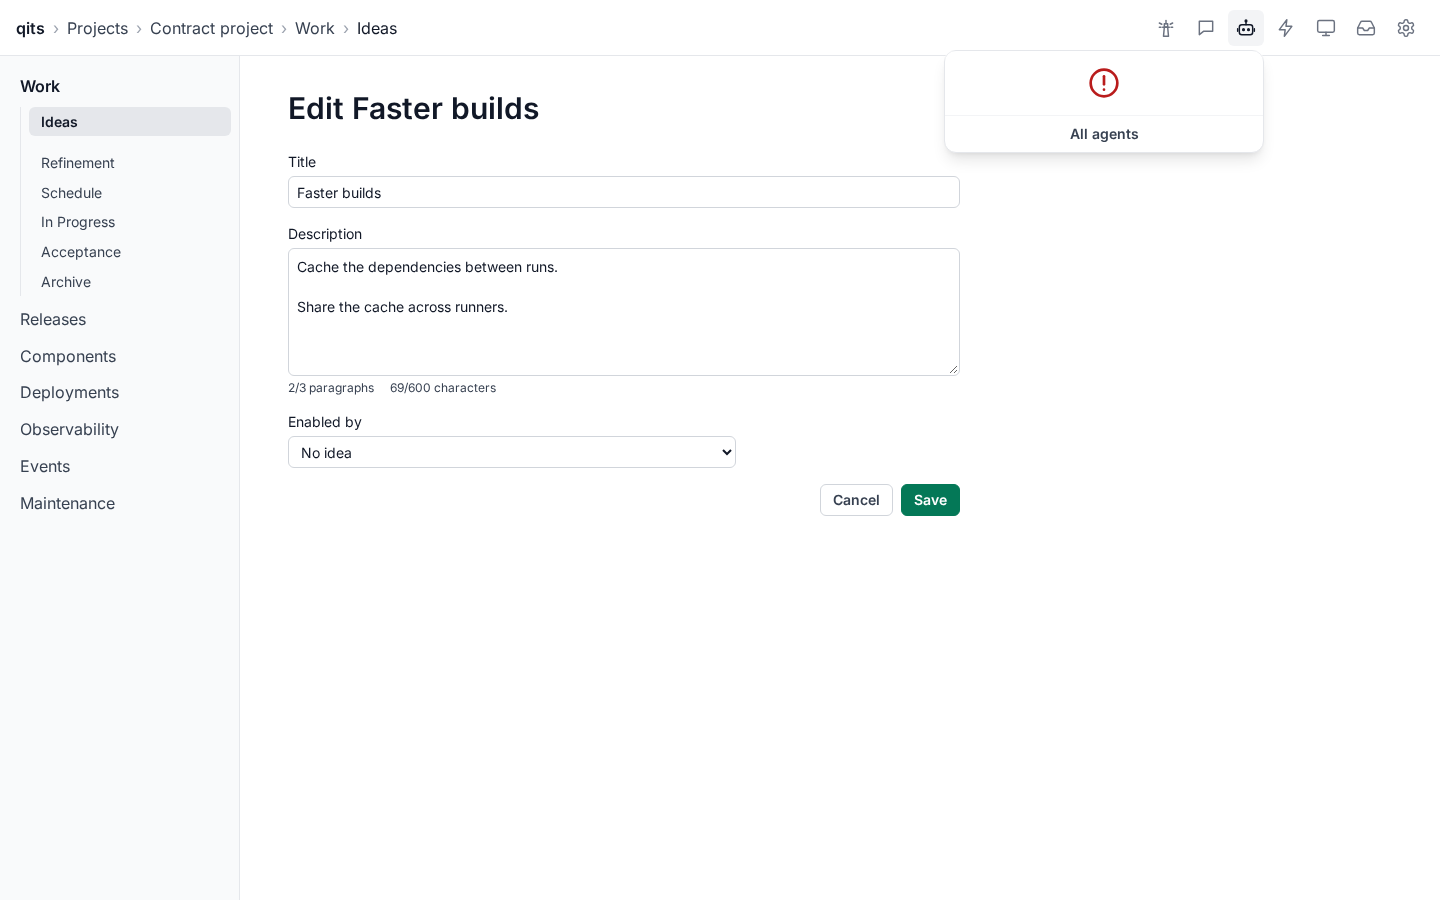 qits › Projects › Contract project › Work › Ideas
All agents
Work
Ideas
Refinement
Schedule
In Progress
Acceptance
Archive
Releases
Components
Deployments
Observability
Events
Maintenance
Edit Faster builds
Title
Faster builds
Description
Cache the dependencies between runs.
Share the cache across runners.
2/3 paragraphs 69/600 characters
Enabled by
No idea
Cancel Save